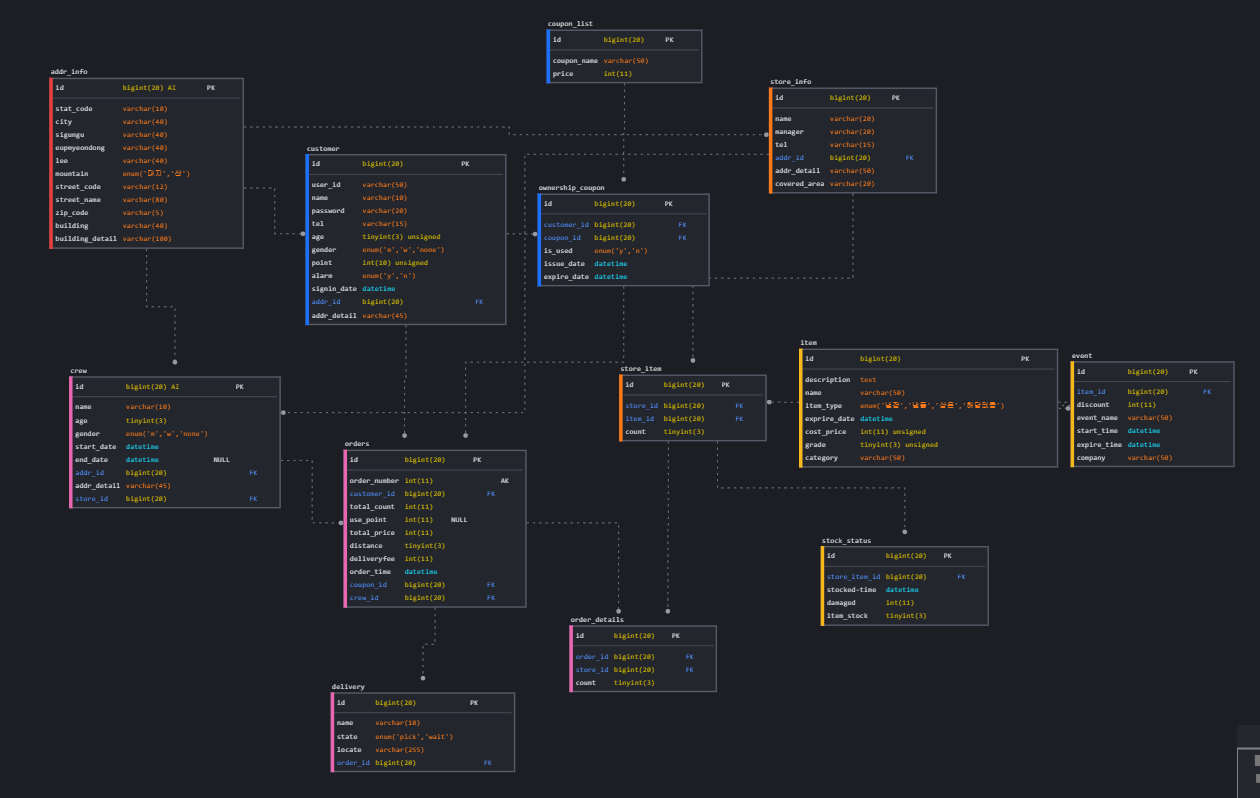 coupon_list
id bigint(20) PK
coupon_name varchar(50)
price int(11)
addr_info
id bigint(20) AI PK
stat_code varchar(10)
city varchar(40)
sigungu varchar(40)
eupmyeondong varchar(40)
lee varchar(40)
mountain enum('대지','산')
street_code varchar(12)
street_name varchar(80)
zip_code varchar(5)
building varchar(40)
building_detail varchar(100)
store_info
id bigint(20) PK
name varchar(20)
manager varchar(20)
tel varchar(15)
addr_id bigint(20) FK
addr_detail varchar(50)
covered_area varchar(20)
customer
id bigint(20) PK
user_id varchar(50)
name varchar(10)
password varchar(20)
tel varchar(15)
age tinyint(3) unsigned
gender enum('m','w','none')
point int(10) unsigned
alarm enum('y','n')
signin_date datetime
addr_id bigint(20) FK
addr_detail varchar(45)
ownership_coupon
id bigint(20) PK
customer_id bigint(20) FK
coupon_id bigint(20) FK
is_used enum('y','n')
issue_date datetime
expire_date datetime
crew
id bigint(20) AI PK
name varchar(10)
age tinyint(3)
gender enum('m','w','none')
start_date datetime
end_date datetime NULL
addr_id bigint(20) FK
addr_detail varchar(45)
store_id bigint(20) FK
store_item
id bigint(20) PK
store_id bigint(20) FK
item_id bigint(20) FK
count tinyint(3)
item
id bigint(20) PK
description text
name varchar(50)
item_type
exprire_date datetime
cost_price int(11) unsigned
grade tinyint(3) unsigned
category varchar(50)
event
id bigint(20) PK
item_id bigint(20) FK
discount int(11)
event_name varchar(50)
start_time datetime
expire_time datetime
company varchar(50)
orders
id bigint(20) PK
order_number int(11) AK
customer_id bigint(20) FK
total_count int(11)
use_point int(11) NULL
total_price int(11)
distance tinyint(3)
deliveryfee int(11)
order_time datetime
coupon_id bigint(20) FK
crew_id bigint(20) FK
stock_status
id bigint(20) PK
store_item_id bigint(20) FK
stocked-time datetime
damaged int(11)
item_stock tinyint(3)
order_details
id bigint(20) PK
order_id bigint(20) FK
store_id bigint(20) FK
count tinyint(3)
delivery
id bigint(20) PK
name varchar(10)
state enum('pick','wait')
locate varchar(255)
order_id bigint(20) FK